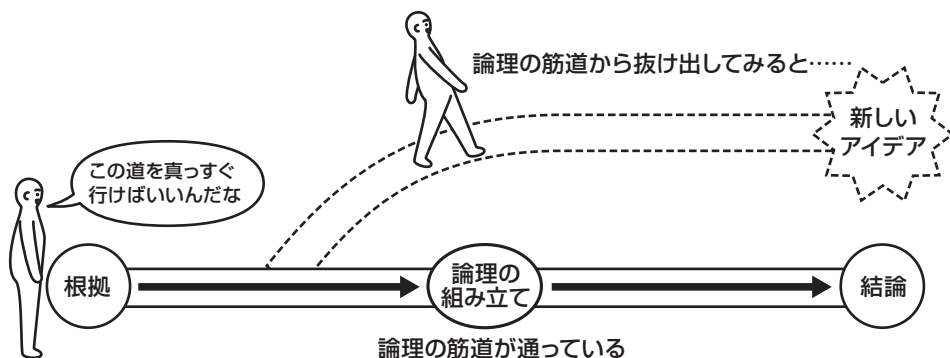 論理の筋道から抜け出してみると……
新しい
アイデア
この道を真っすぐ
行けばいいんだな
根拠
論理の
組み立て
結論
論理の筋道が通っている